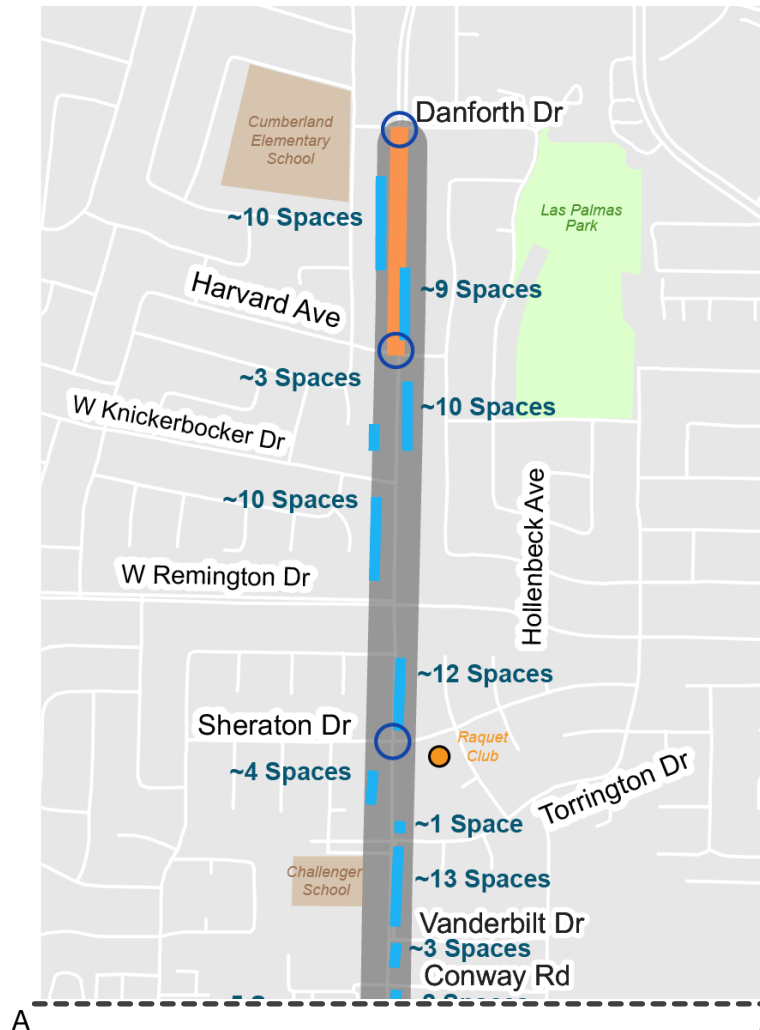 Danforth Dr
Cumberland
Elementary
School
~10 Spaces
Las Palmas
Park
~9 Spaces
Harvard Ave
~3 Spaces
~10 Spaces
W Knickerbocker Dr
~10 Spaces
Hollenbeck Ave
W Remington Dr
~12 Spaces
Sheraton Dr
Raquet
Club
~4 Spaces
Torrington Dr
~1 Space
Challenger
School
~13 Spaces
Vanderbilt Dr
~3 Spaces
Conway Rd
A